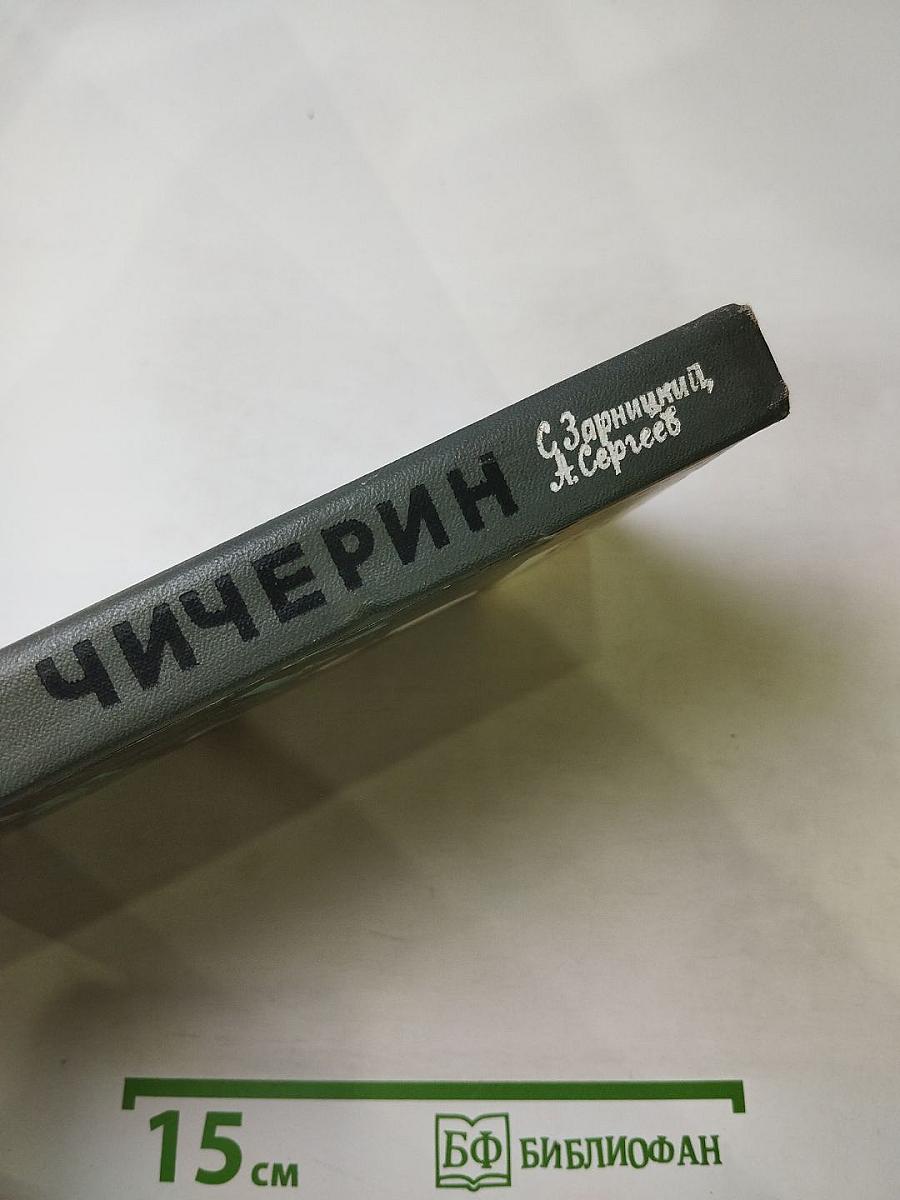 С. Зарницкий,
А. Сергеев
ЧИЧЕРИН
15 см
БФ БИБЛИОФАН